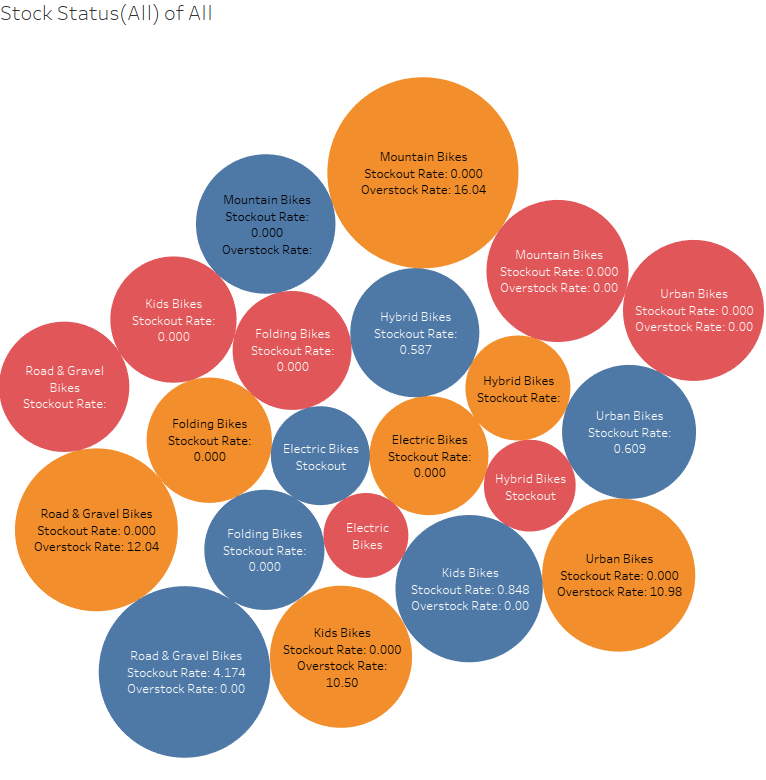 Stock Status(All) of All
Mountain Bikes
Stockout Rate: 0.000
Overstock Rate: 16.04
Mountain Bikes
Stockout Rate:
0.000
Overstock Rate:
Mountain Bikes
Stockout Rate: 0.000
Overstock Rate: 0.00
Urban Bikes
Stockout Rate: 0.000
Overstock Rate: 0.00
Kids Bikes
Stockout Rate:
0.000
Folding Bikes
Stockout Rate:
0.000
Hybrid Bikes
Stockout Rate:
0.587
Road & Gravel
Bikes
Stockout Rate:
Hybrid Bikes
Stockout Rate:
Folding Bikes
Stockout Rate:
0.000
Electric Bikes
Stockout
Electric Bikes
Stockout Rate:
0.000
Urban Bikes
Stockout Rate:
0.609
Hybrid Bikes
Stockout
Road & Gravel Bikes
Stockout Rate: 0.000
Overstock Rate: 12.04
Folding Bikes
Stockout Rate:
0.000
Electric
Bikes
Kids Bikes
Stockout Rate: 0.848
Overstock Rate: 0.00
Urban Bikes
Stockout Rate: 0.000
Overstock Rate: 10.98
Road & Gravel Bikes
Stockout Rate: 4.174
Overstock Rate: 0.00
Kids Bikes
Stockout Rate: 0.000
Overstock Rate:
10.50